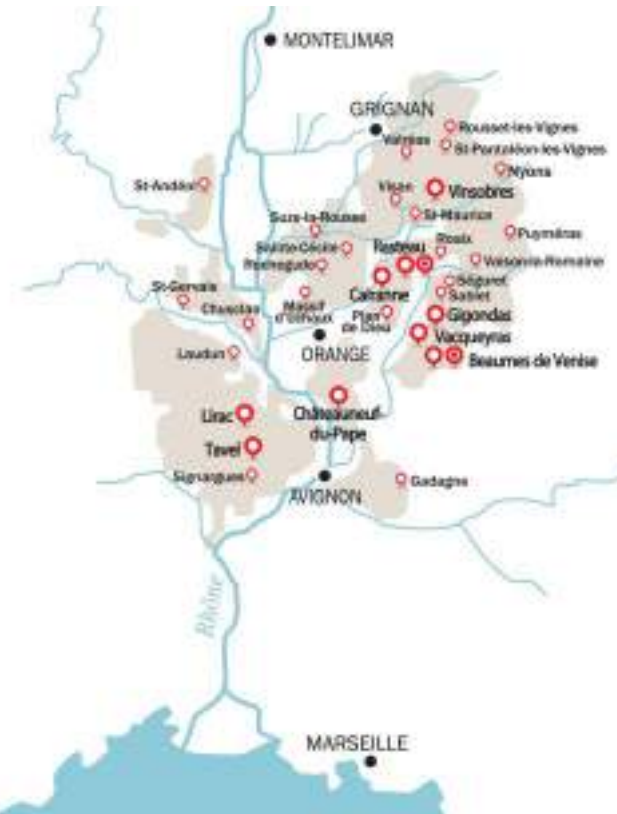 MONTELIMAR
GRIGNAN
Rousset-les-Vignes
Valréas
St-Pantaléon-les-Vignes
Nyons
St-Andéol
Visan
Vinsobres
St-Maurice
Suze-la-Rousse
Puyméras
Sainte-Cécile
Rasteau
Roaix
Rochegude
Vaison-la-Romaine
Cairanne
Séguret
Sablet
St-Gervais
Massif
d'Uchaux
Plan
de Dieu
Gigondas
Chusclan
Vacqueyras
ORANGE
Laudun
Beaumes de Venise
Lirac
Châteauneuf-
du-Pape
Tavel
Signargues
Gadagne
AVIGNON
Rhône
MARSEILLE